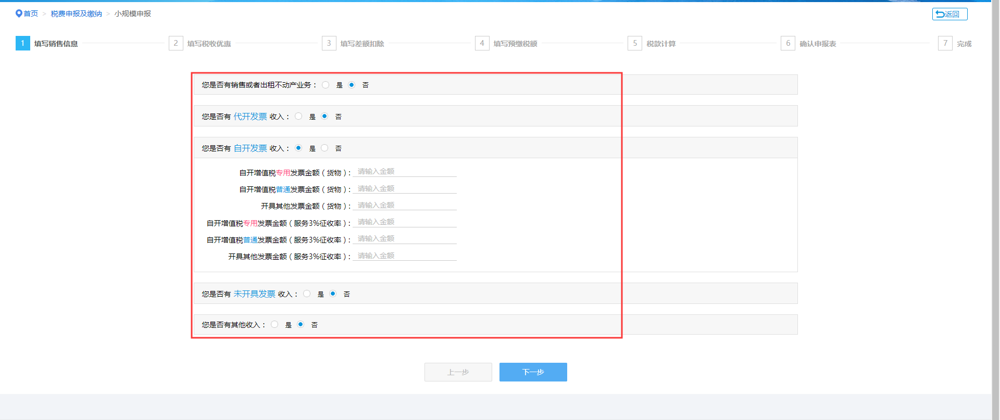 首页 > 税费申报及缴纳 > 小规模申报
返回
1 填写销售信息 2 填写税收优惠 3 填写差额扣除 4 填写预缴税额 5 税款计算 6 确认申报表 7 完成
您是否有销售或者出租不动产业务： 是 否
您是否有 代开发票 收入： 是 否
您是否有 自开发票 收入： 是 否
自开增值税专用发票金额（货物）： 请输入金额
自开增值税普通发票金额（货物）： 请输入金额
开具其他发票金额（货物）： 请输入金额
自开增值税专用发票金额（服务3%征收率）： 请输入金额
自开增值税普通发票金额（服务3%征收率）： 请输入金额
开具其他发票金额（服务3%征收率）： 请输入金额
您是否有 未开具发票 收入： 是 否
您是否有其他收入： 是 否
上一步 下一步